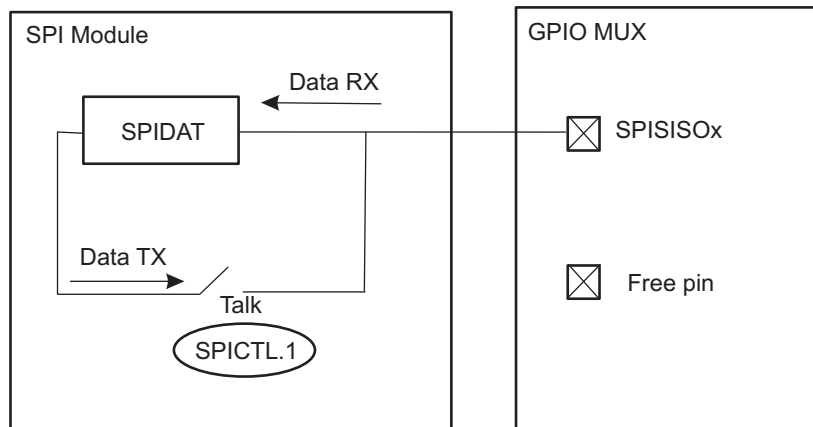 SPI Module
GPIO MUX
Data RX
SPIDAT
SPISISOx
Data TX
Free pin
Talk
SPICTL.1